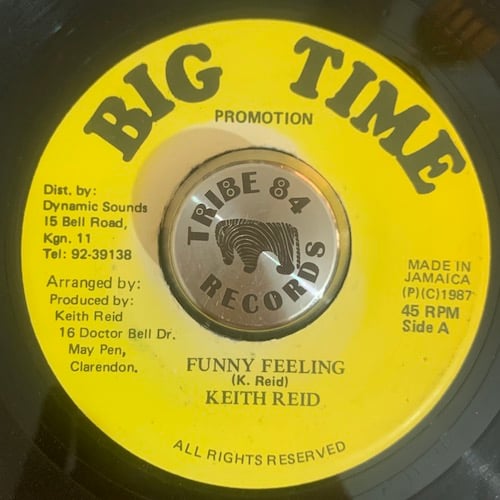 BIG TIME
PROMOTION
TRIBE 84
RECORDS
Dist. by:
Dynamic Sounds
15 Bell Road,
Kgn. 11
Tel: 92-39138
Arranged by:
Produced by:
Keith Reid
16 Doctor Bell Dr.
May Pen,
Clarendon.
MADE IN
JAMAICA
(P)(C)1987
45 RPM
Side A
FUNNY FEELING
(K. Reid)
KEITH REID
ALL RIGHTS RESERVED